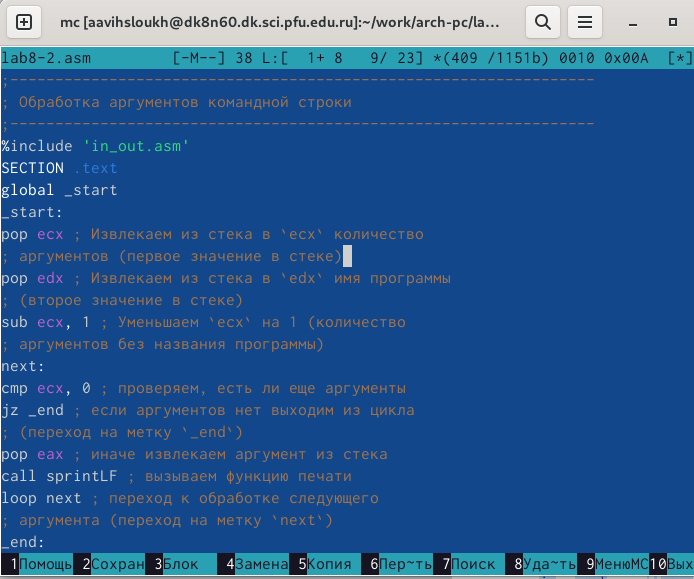 mc [aavihsloukh@dk8n60.dk.sci.pfu.edu.ru]:~/work/arch-pc/la...
lab8-2.asm [-M--] 38 L:[ 1+ 8 9/ 23] *(409 /1151b) 0010 0x00A [*]
;-----------------------------------------------------------------
; Обработка аргументов командной строки
;-----------------------------------------------------------------
%include 'in_out.asm'
SECTION .text
global _start
_start:
pop ecx ; Извлекаем из стека в `ecx` количество
; аргументов (первое значение в стеке)
pop edx ; Извлекаем из стека в `edx` имя программы
; (второе значение в стеке)
sub ecx, 1 ; Уменьшаем `ecx` на 1 (количество
; аргументов без названия программы)
next:
cmp ecx, 0 ; проверяем, есть ли еще аргументы
jz _end ; если аргументов нет выходим из цикла
; (переход на метку `_end`)
pop eax ; иначе извлекаем аргумент из стека
call sprintLF ; вызываем функцию печати
loop next ; переход к обработке следующего
; аргумента (переход на метку `next`)
_end:
1Помощь 2Сохран 3Блок 4Замена 5Копия 6Пер~ть 7Поиск 8Уда~ть 9МенюMC 10Вых